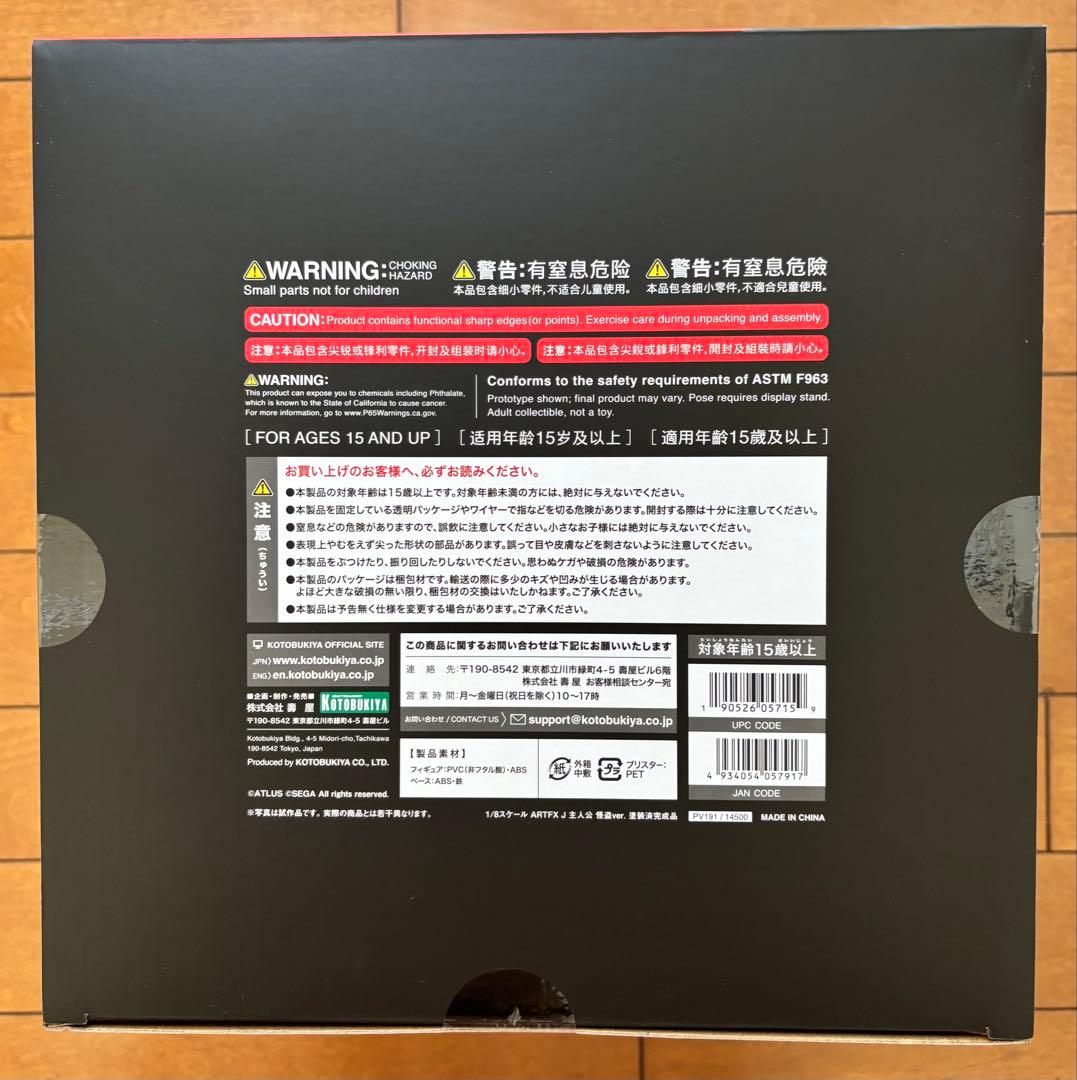 ⚠WARNING: CHOKING HAZARD
Small parts not for children
⚠警告:有窒息危险
本品包含细小零件,不适合儿童使用。
⚠警告:有窒息危險
本品包含細小零件,不適合兒童使用。
CAUTION:Product contains functional sharp edges(or points). Exercise care during unpacking and assembly.
注意:本品包含尖锐或锋利零件,开封及组装时请小心。
注意:本品包含尖銳或鋒利零件,開封及組裝時請小心。
⚠WARNING:
This product can expose you to chemicals including Phthalate,
which is known to the State of California to cause cancer.
For more information, go to www.P65Warnings.ca.gov.
Conforms to the safety requirements of ASTM F963
Prototype shown; final product may vary. Pose requires display stand.
Adult collectible, not a toy.
[ FOR AGES 15 AND UP ] [ 适用年龄15岁及以上 ] [ 適用年齡15歲及以上 ]
⚠注意(ちゅうい)
お買い上げのお客様へ、必ずお読みください。
●本製品の対象年齢は15歳以上です。対象年齢未満の方には、絶対に与えないでください。
●本製品を固定している透明パッケージやワイヤーで指などを切る危険があります。開封する際は十分に注意してください。
●窒息などの危険がありますので、誤飲に注意してください。小さなお子様には絶対に与えないでください。
●表現上やむをえず尖った形状の部品があります。誤って目や皮膚などを刺さないように注意してください。
●本製品をぶつけたり、振り回したりしないでください。思わぬケガや破損の危険があります。
●本製品のパッケージは梱包材です。輸送の際に多少のキズや凹みが生じる場合があります。
よほど大きな破損の無い限り、梱包材の交換はいたしかねます。ご了承ください。
●本製品は予告無く仕様を変更する場合があります。ご了承ください。
KOTOBUKIYA OFFICIAL SITE
JPN〉www.kotobukiya.co.jp
ENG〉en.kotobukiya.co.jp
■企画・制作・発売■
株式会社 壽 屋
KOTOBUKIYA
〒190-8542 東京都立川市緑町4-5 壽屋ビル
Kotobukiya Bldg., 4-5 Midori-cho,Tachikawa
190-8542 Tokyo, Japan
Produced by KOTOBUKIYA CO., LTD.
©ATLUS ©SEGA All rights reserved.
※写真は試作品です。実際の商品とは若干異なります。
この商品に関するお問い合わせは下記にお願いいたします
連 絡 先:〒190-8542 東京都立川市緑町4-5 壽屋ビル6階
株式会社 壽屋 お客様相談センター宛
営 業 時 間:月〜金曜日(祝日を除く)10〜17時
お問い合わせ / CONTACT US 〉 support@kotobukiya.co.jp
【製品素材】
フィギュア:PVC(非フタル酸)・ABS
ベース:ABS・鉄
紙 外箱
中敷
プラ ブリスター:
PET
1/8スケール ARTFX J 主人公 怪盗ver. 塗装済完成品
たいしょうねんれい さいいじょう
対象年齢15歳以上
1 90526 05715 9
UPC CODE
4 934054 057917
JAN CODE
PV191 / 14500
MADE IN CHINA